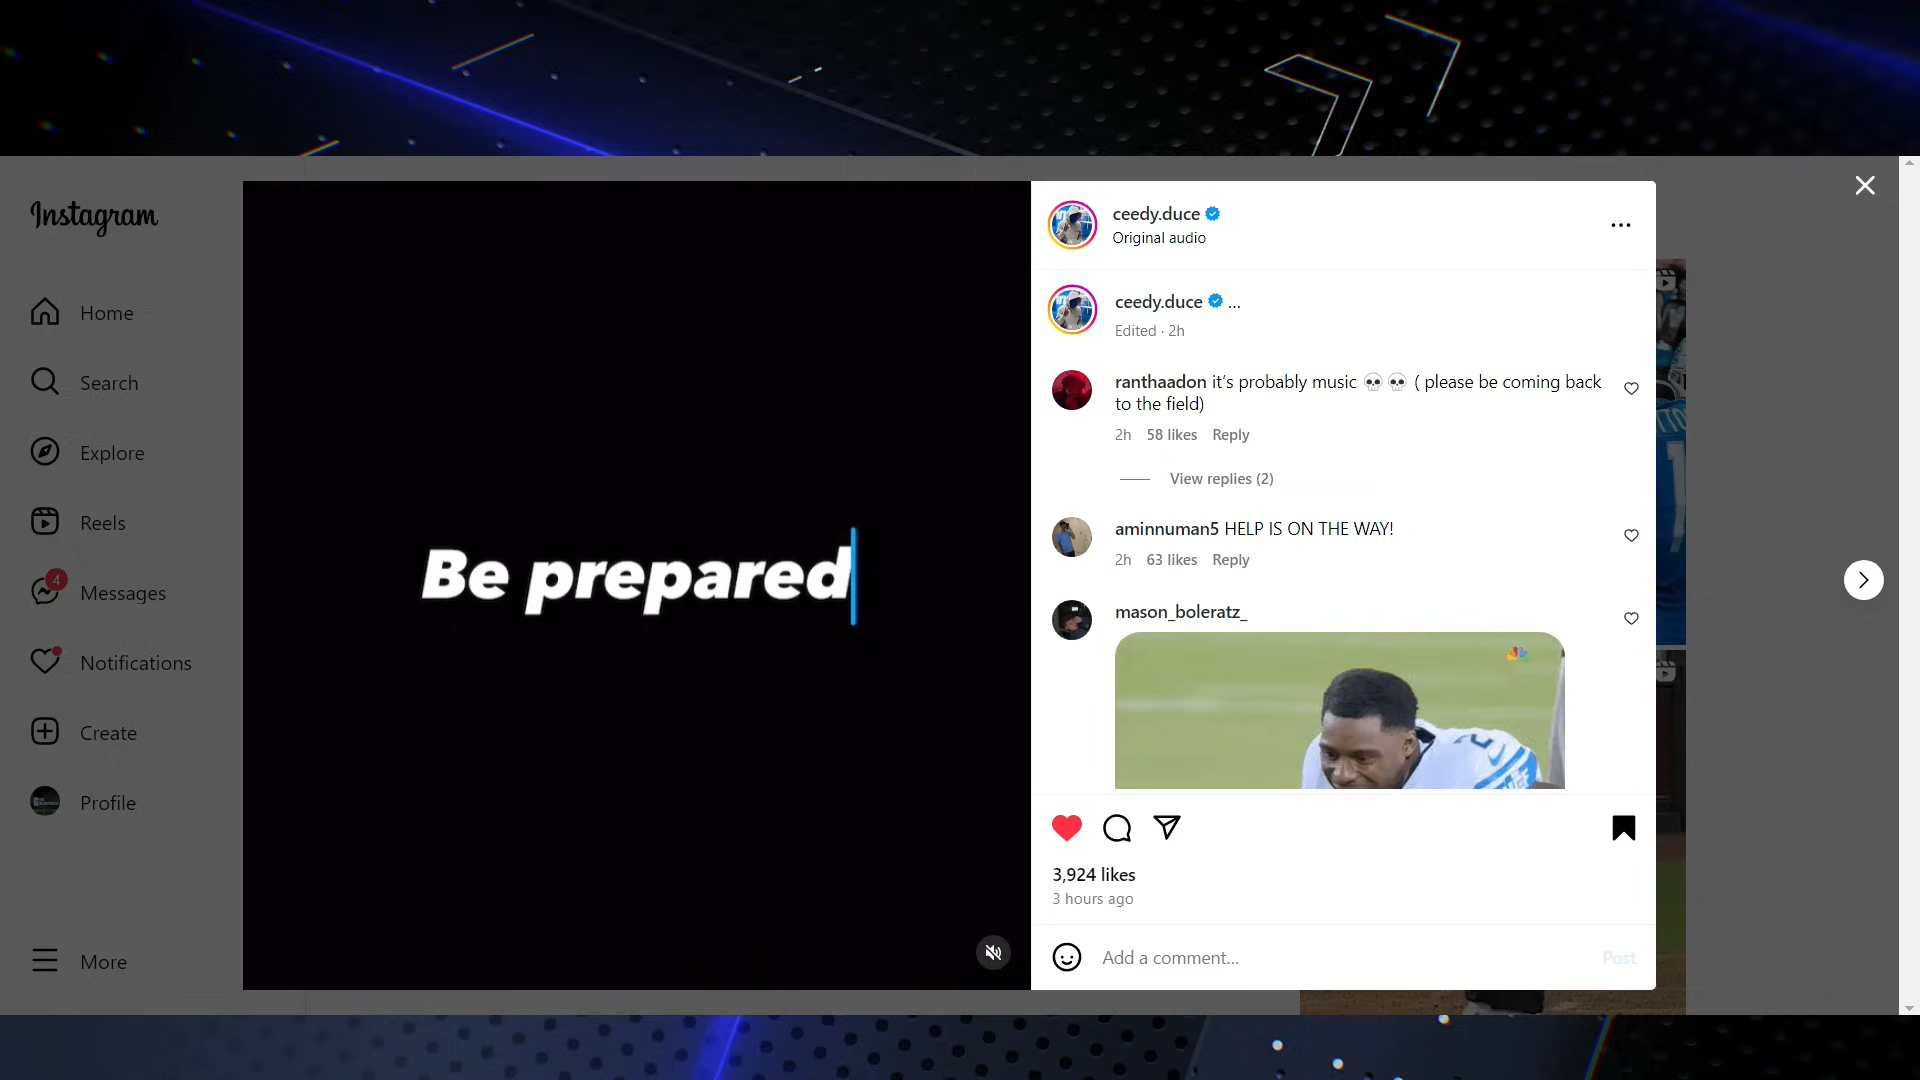 Instagram
Home
Search
Explore
Reels
4
Messages
Notifications
Create
Profile
More
Be prepared
ceedy.duce
Original audio
ceedy.duce ...
Edited · 2h
ranthaadon it's probably music 💀💀 ( please be coming back
to the field)
2h 58 likes Reply
View replies (2)
aminnuman5 HELP IS ON THE WAY!
2h 63 likes Reply
mason_boleratz_
3,924 likes
3 hours ago
Add a comment...
Post